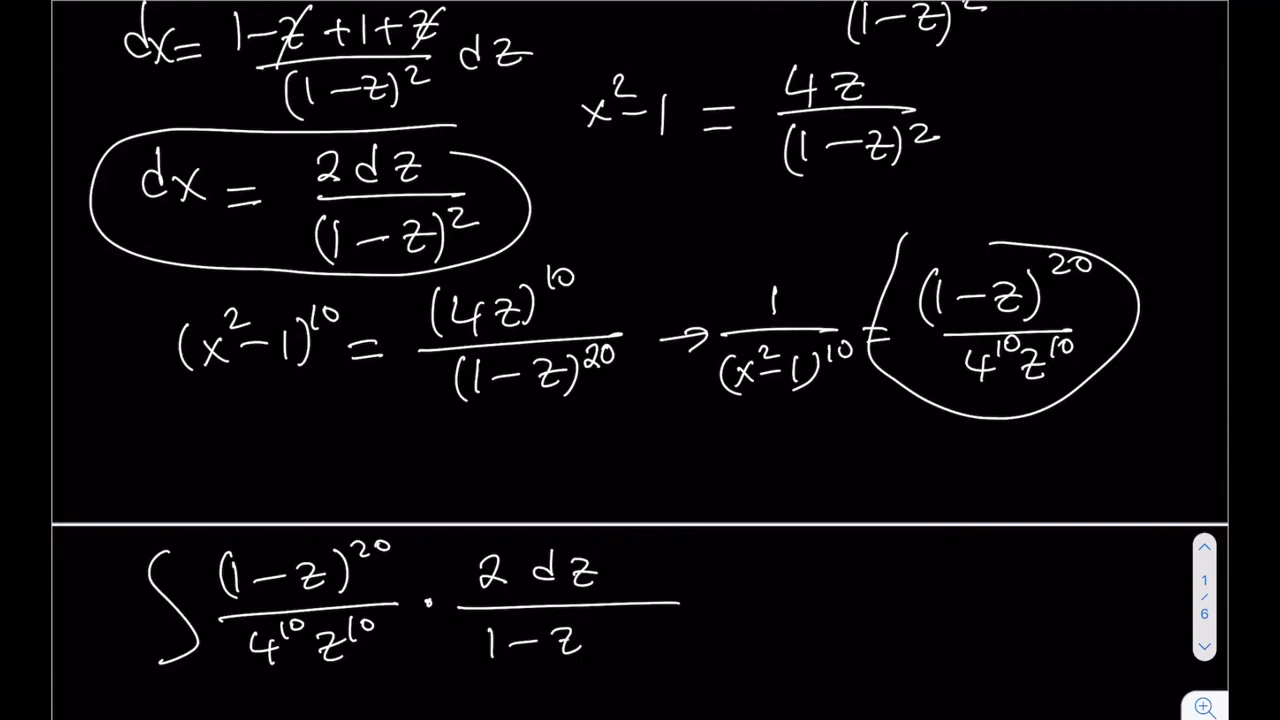 dx = (1-z+1+z)/(1-z)^2 dz
(1-z)^2
x^2-1 = 4z/(1-z)^2
dx = 2dz/(1-z)^2
(x^2-1)^10 = (4z)^10/(1-z)^20 → 1/(x^2-1)^10 = (1-z)^20/4^10 z^10
∫ (1-z)^20/4^10 z^10 · 2 dz/1-z
1
/
6